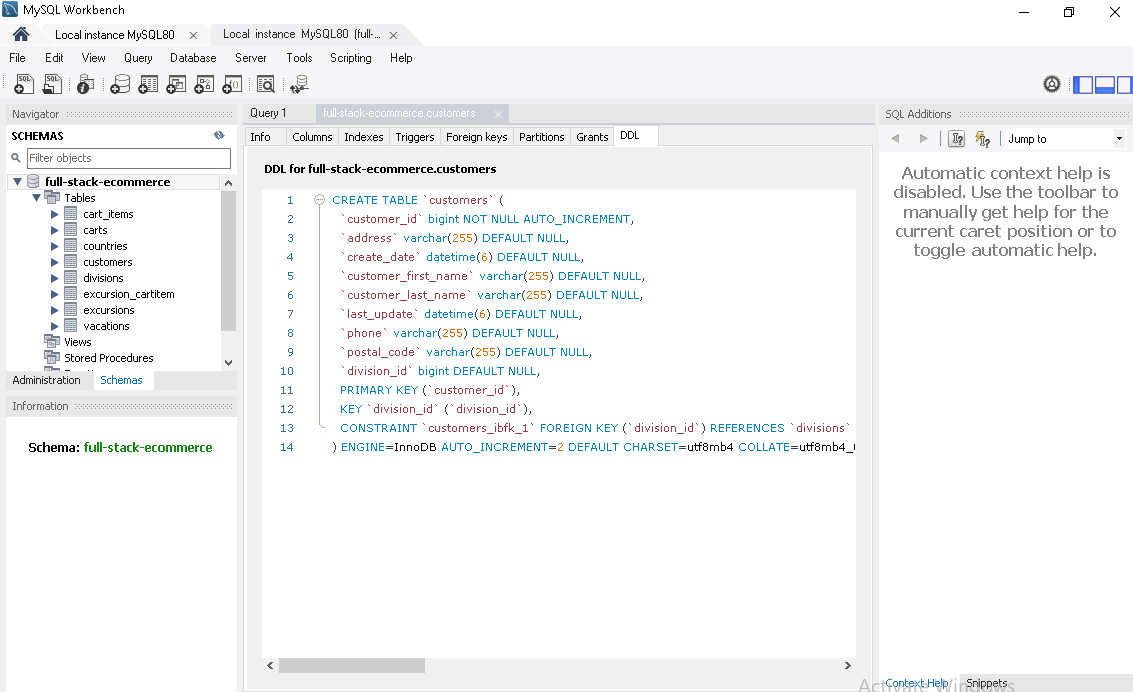 MySQL Workbench
Local instance MySQL80
Local instance MySQL80 (full-...
File Edit View Query Database Server Tools Scripting Help
Navigator
SCHEMAS
Filter objects
full-stack-ecommerce
Tables
cart_items
carts
countries
customers
divisions
excursion_cartitem
excursions
vacations
Views
Stored Procedures
Administration Schemas
Information
Schema: full-stack-ecommerce
Query 1 full-stack-ecommerce.customers
Info Columns Indexes Triggers Foreign keys Partitions Grants DDL
DDL for full-stack-ecommerce.customers
1 CREATE TABLE `customers` (
2 `customer_id` bigint NOT NULL AUTO_INCREMENT,
3 `address` varchar(255) DEFAULT NULL,
4 `create_date` datetime(6) DEFAULT NULL,
5 `customer_first_name` varchar(255) DEFAULT NULL,
6 `customer_last_name` varchar(255) DEFAULT NULL,
7 `last_update` datetime(6) DEFAULT NULL,
8 `phone` varchar(255) DEFAULT NULL,
9 `postal_code` varchar(255) DEFAULT NULL,
10 `division_id` bigint DEFAULT NULL,
11 PRIMARY KEY (`customer_id`),
12 KEY `division_id` (`division_id`),
13 CONSTRAINT `customers_ibfk_1` FOREIGN KEY (`division_id`) REFERENCES `divisions`
14 ) ENGINE=InnoDB AUTO_INCREMENT=2 DEFAULT CHARSET=utf8mb4 COLLATE=utf8mb4_
SQL Additions
Jump to
Automatic context help is
disabled. Use the toolbar to
manually get help for the
current caret position or to
toggle automatic help.
Context Help Snippets
Activate Windows